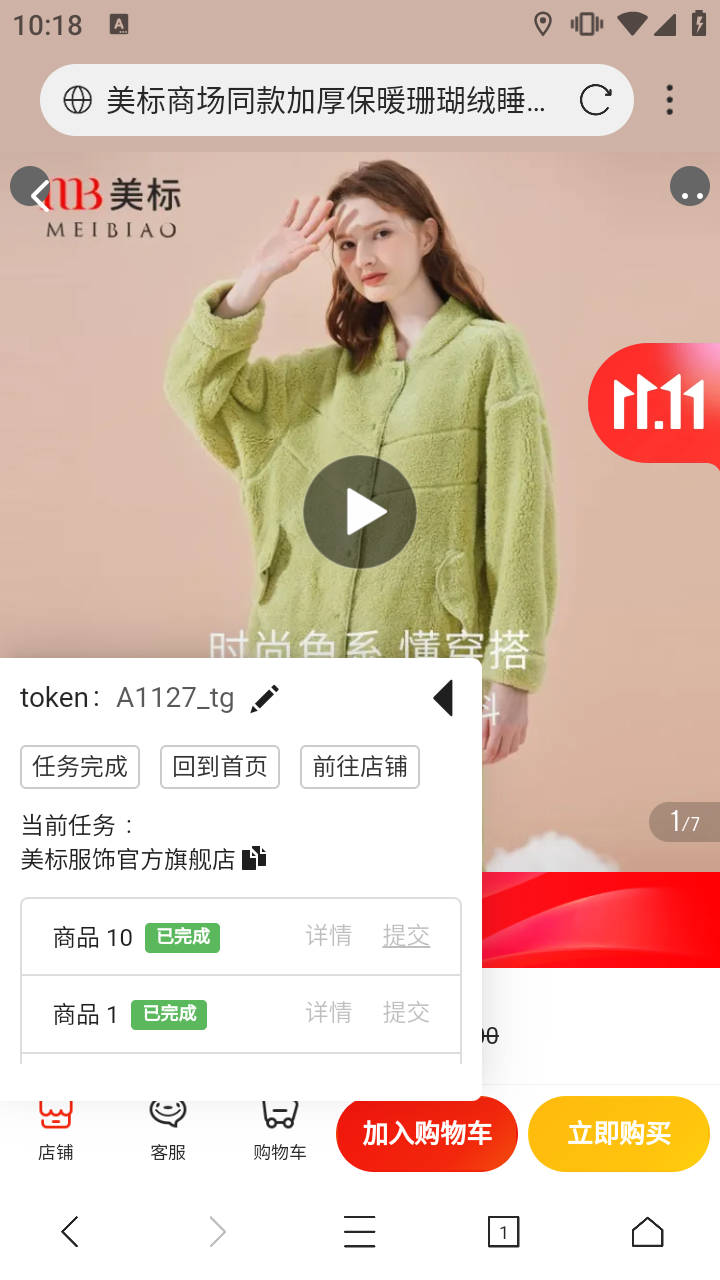 10:18
A
美标商场同款加厚保暖珊瑚绒睡...
MB 美标
MEIBIAO
11.11
时尚色系 懂穿搭
token： A1127_tg
任务完成 回到首页 前往店铺
1/7
当前任务 ：
美标服饰官方旗舰店
商品 10 已完成 详情 提交
商品 1 已完成 详情 提交
店铺 客服 购物车 加入购物车 立即购买
1